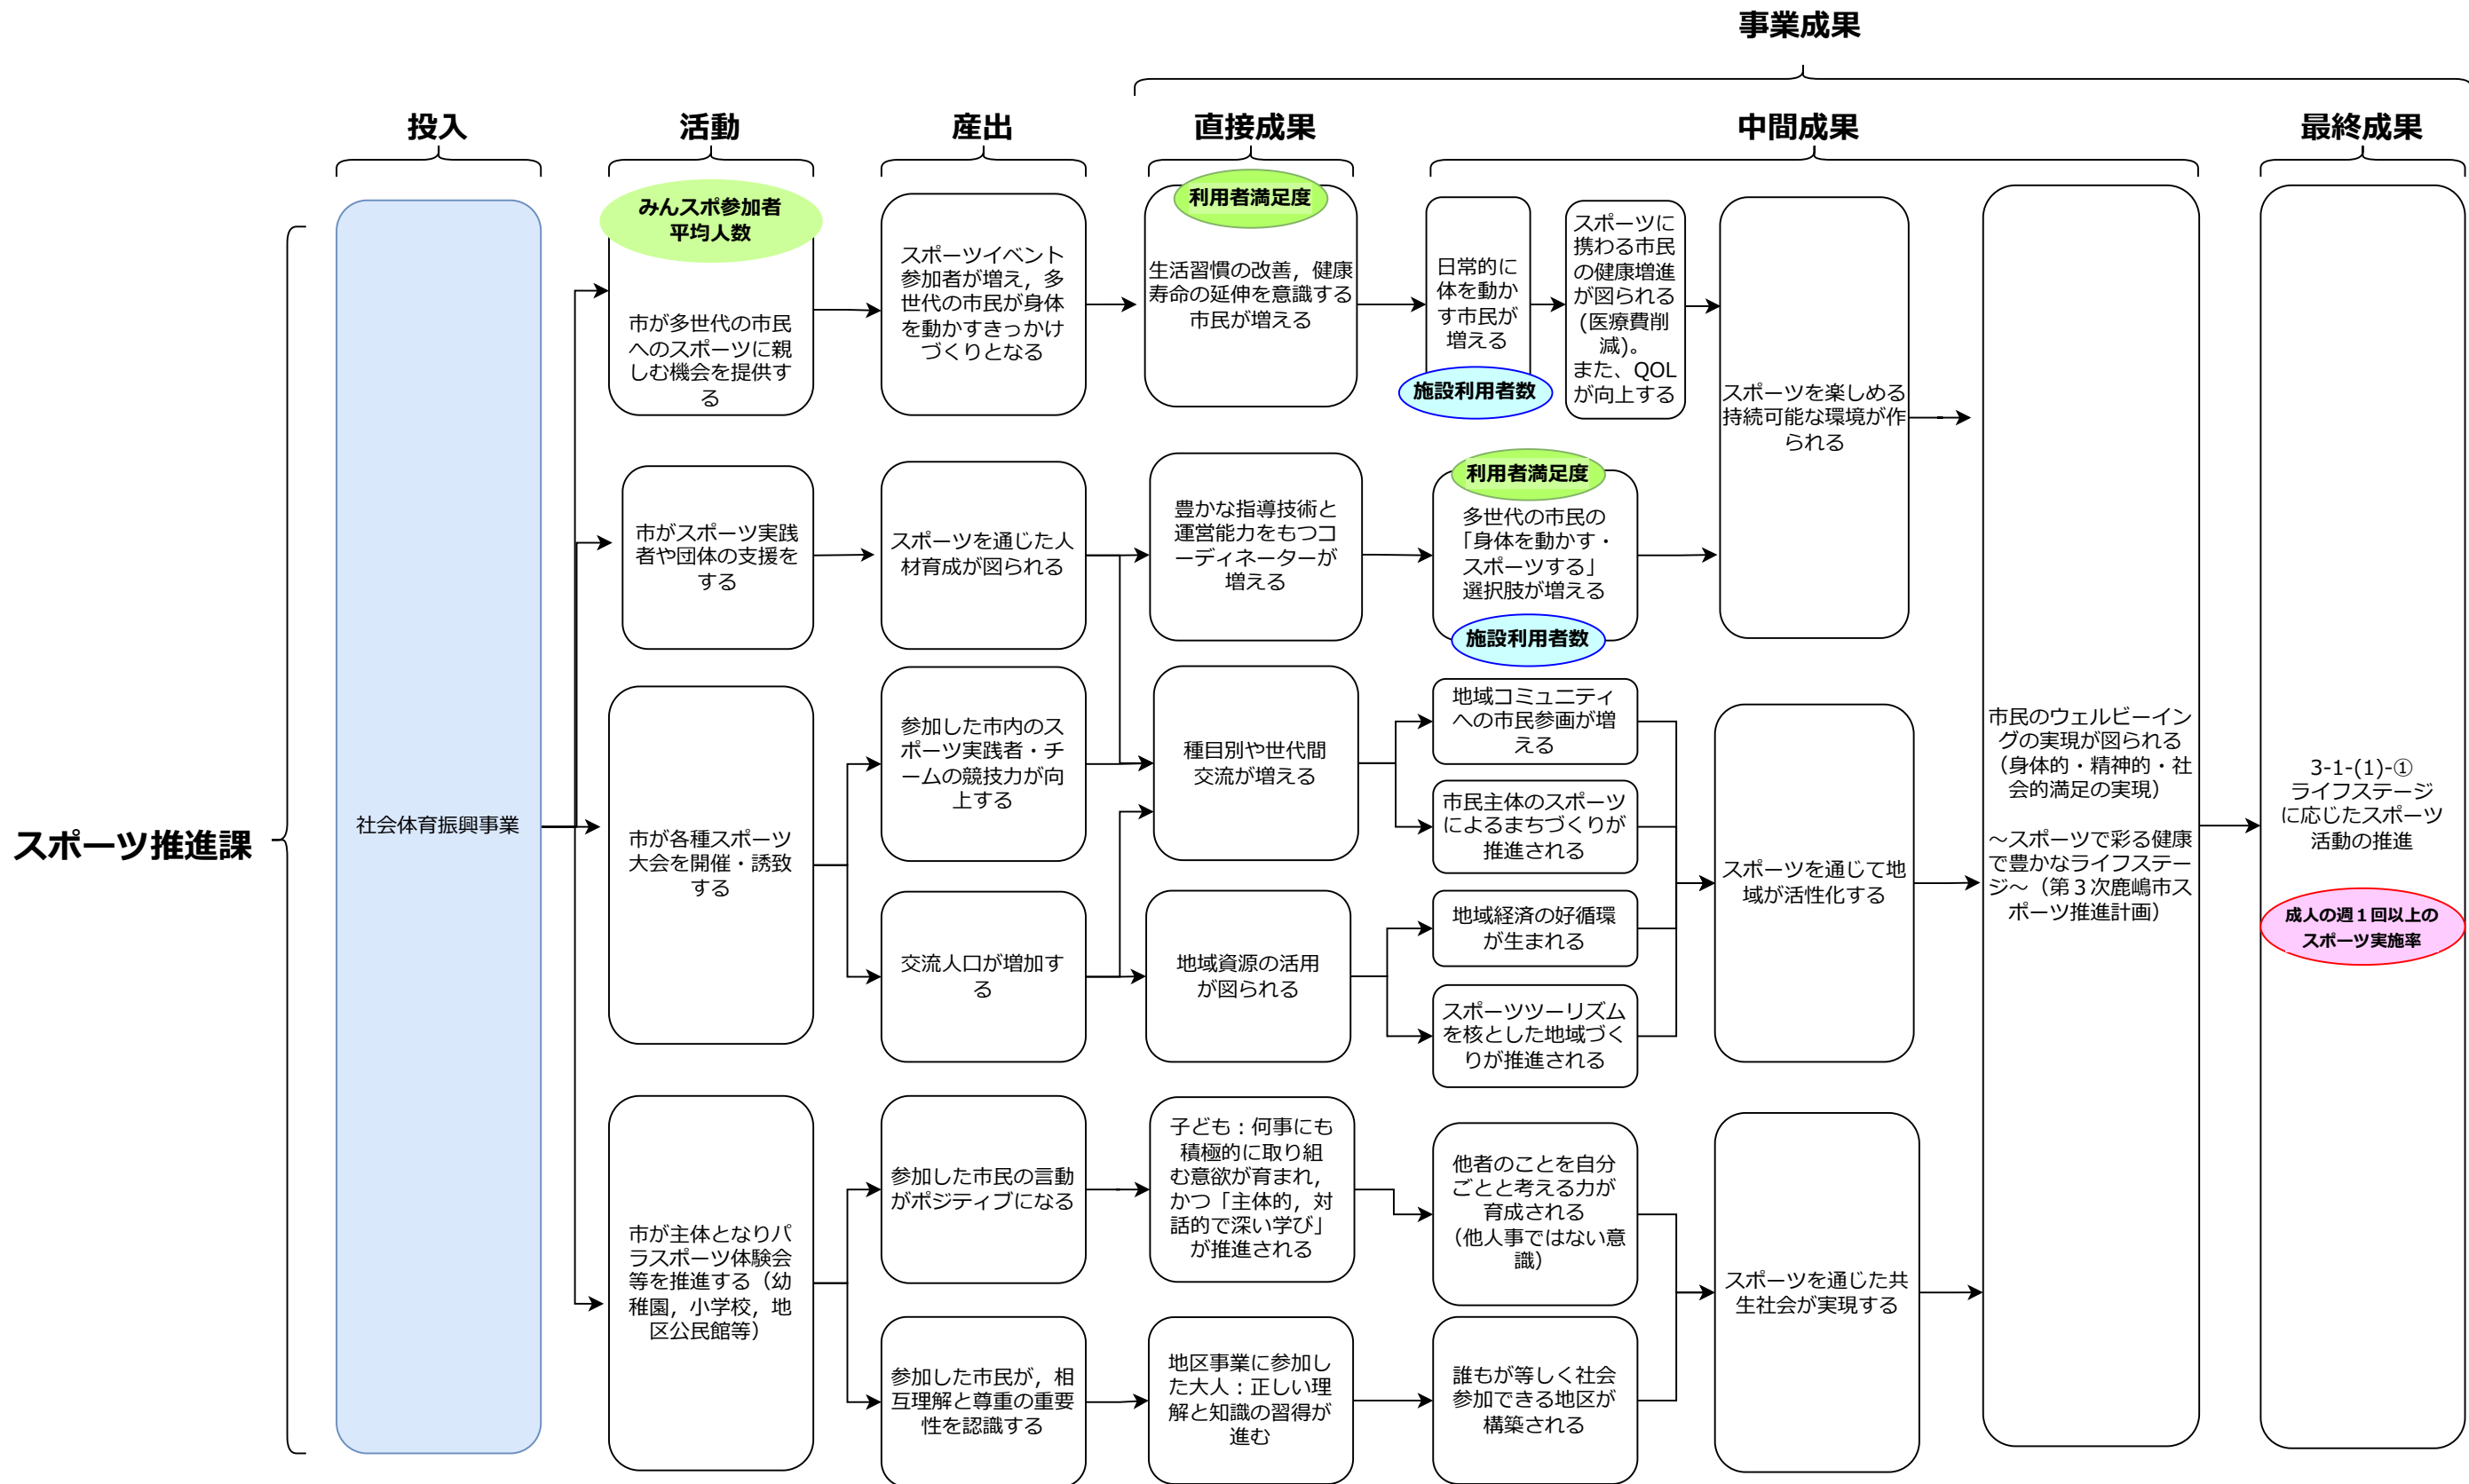 事業成果
投入
活動
産出
直接成果
中間成果
最終成果
スポーツ推進課
社会体育振興事業
みんスポ参加者
平均人数
市が多世代の市民
へのスポーツに親
しむ機会を提供す
る
スポーツイベント
参加者が増え，多
世代の市民が身体
を動かすきっかけ
づくりとなる
利用者満足度
生活習慣の改善，健康
寿命の延伸を意識する
市民が増える
日常的に
体を動か
す市民が
増える
施設利用者数
スポーツに
携わる市民
の健康増進
が図られる
(医療費削
減)。
また、QOL
が向上する
スポーツを楽しめる
持続可能な環境が作
られる
市がスポーツ実践
者や団体の支援を
する
スポーツを通じた人
材育成が図られる
豊かな指導技術と
運営能力をもつコ
ーディネーターが
増える
利用者満足度
多世代の市民の
「身体を動かす・
スポーツする」
選択肢が増える
施設利用者数
市が各種スポーツ
大会を開催・誘致
する
参加した市内のス
ポーツ実践者・チ
ームの競技力が向
上する
種目別や世代間
交流が増える
地域コミュニティ
への市民参画が増
える
市民主体のスポーツ
によるまちづくりが
推進される
交流人口が増加す
る
地域資源の活用
が図られる
地域経済の好循環
が生まれる
スポーツツーリズム
を核とした地域づく
りが推進される
スポーツを通じて地
域が活性化する
市が主体となりパ
ラスポーツ体験会
等を推進する（幼
稚園，小学校，地
区公民館等）
参加した市民の言動
がポジティブになる
子ども：何事にも
積極的に取り組
む意欲が育まれ，
かつ「主体的，対
話的で深い学び」
が推進される
他者のことを自分
ごとと考える力が
育成される
（他人事ではない意
識）
参加した市民が，相
互理解と尊重の重要
性を認識する
地区事業に参加し
た大人：正しい理
解と知識の習得が
進む
誰もが等しく社会
参加できる地区が
構築される
スポーツを通じた共
生社会が実現する
市民のウェルビーイン
グの実現が図られる
（身体的・精神的・社
会的満足の実現）
～スポーツで彩る健康
で豊かなライフステー
ジ～（第３次鹿嶋市ス
ポーツ推進計画）
3-1-(1)-①
ライフステージ
に応じたスポーツ
活動の推進
成人の週１回以上の
スポーツ実施率